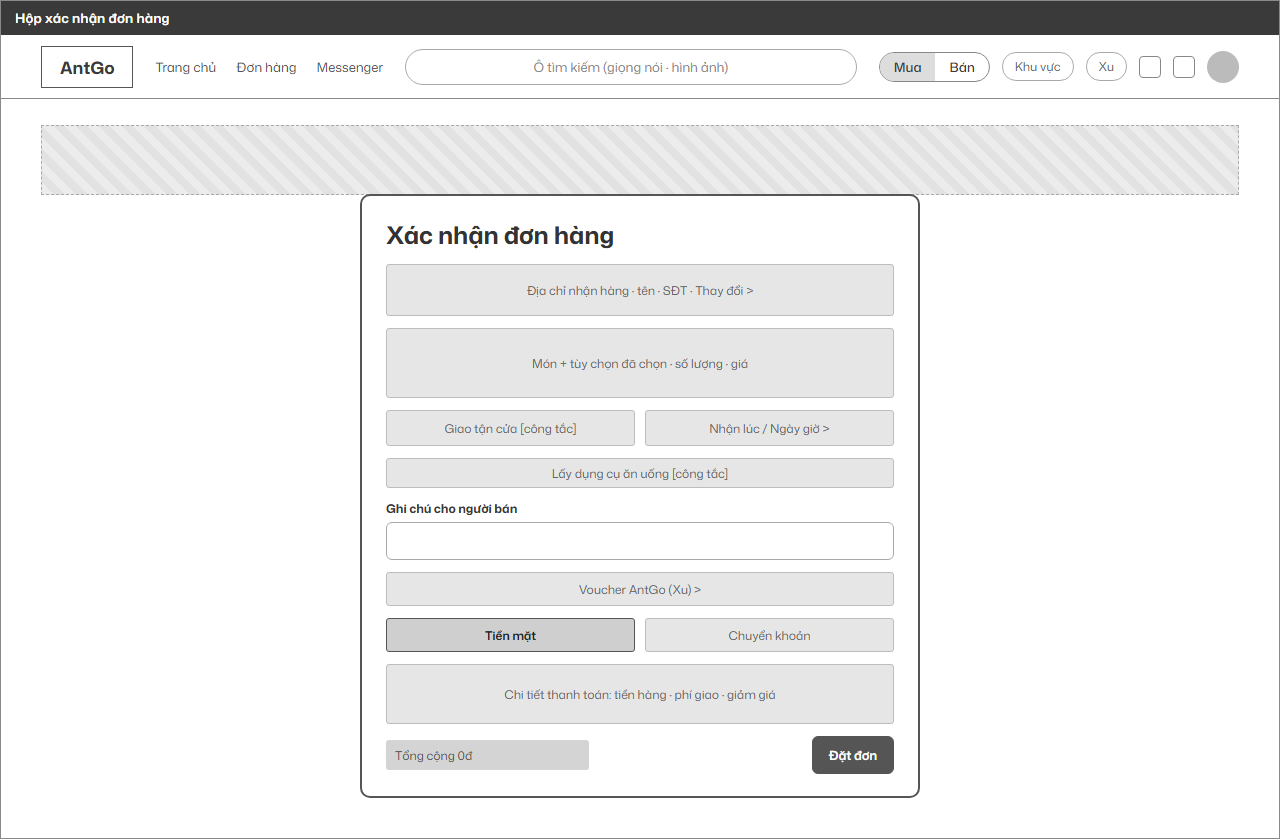 Hộp xác nhận đơn hàng
AntGo
Trang chủ
Đơn hàng
Messenger
Ô tìm kiếm (giọng nói · hình ảnh)
Mua
Bán
Khu vực
Xu
Xác nhận đơn hàng
Địa chỉ nhận hàng · tên · SĐT · Thay đổi >
Món + tùy chọn đã chọn · số lượng · giá
Giao tận cửa [công tắc]
Nhận lúc / Ngày giờ >
Lấy dụng cụ ăn uống [công tắc]
Ghi chú cho người bán
Voucher AntGo (Xu) >
Tiền mặt
Chuyển khoản
Chi tiết thanh toán: tiền hàng · phí giao · giảm giá
Tổng cộng 0đ
Đặt đơn